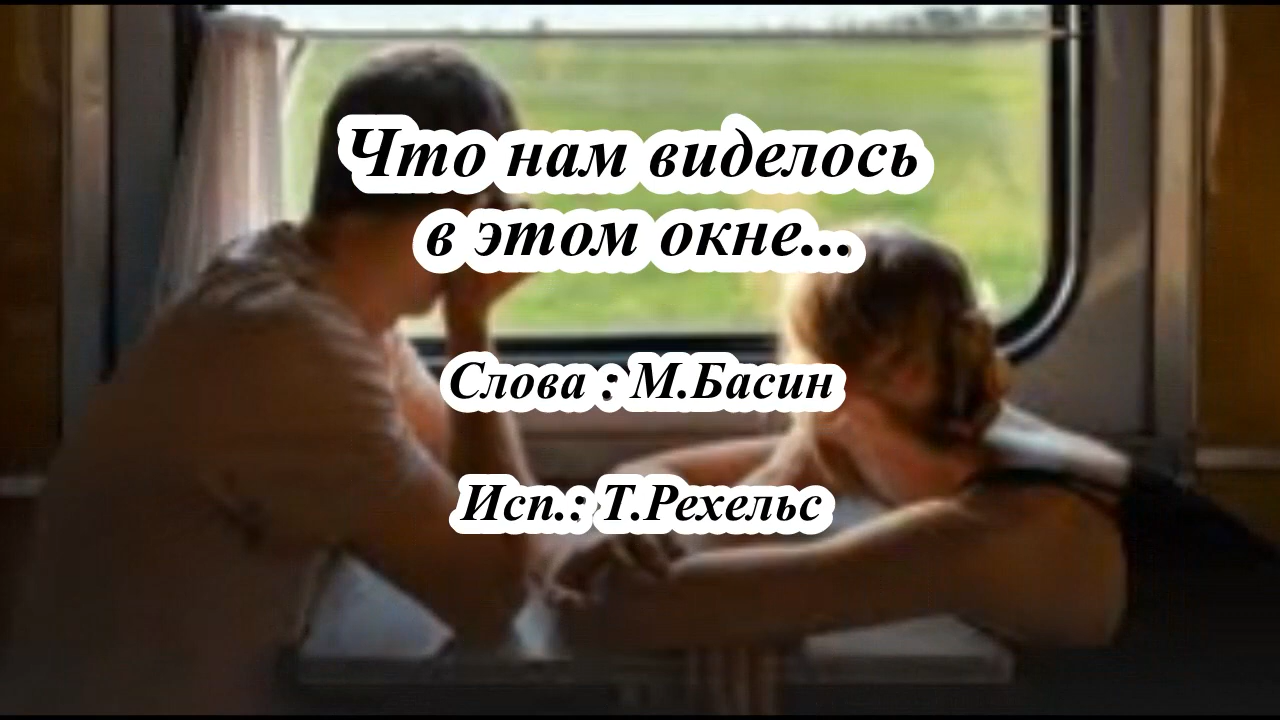 Что нам виделось
в этом окне...
Слова : М.Басин
Исп.: Т.Рехельс